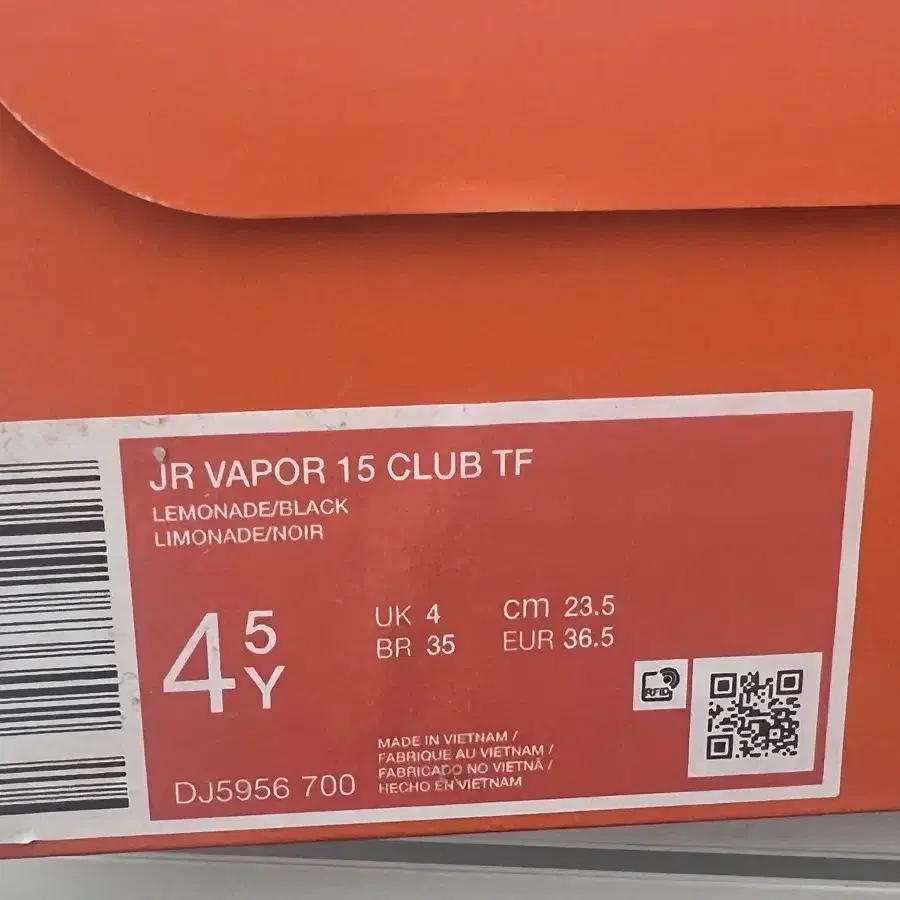 JR VAPOR 15 CLUB TF
LEMONADE/BLACK
LIMONADE/NOIR
4 5 Y
UK 4 cm 23.5
BR 35 EUR 36.5
RFID
MADE IN VIETNAM /
FABRIQUE AU VIETNAM /
FABRICADO NO VIETNÃ /
HECHO EN VIETNAM
DJ5956 700